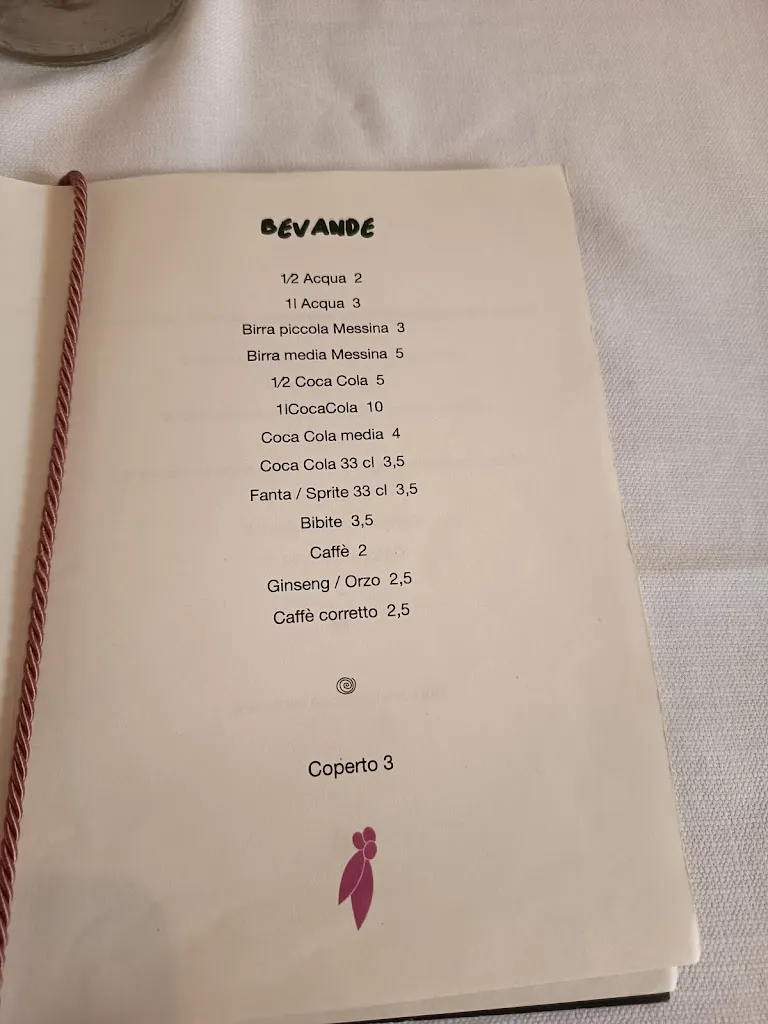 BEVANDE
1/2 Acqua 2
1l Acqua 3
Birra piccola Messina 3
Birra media Messina 5
1/2 Coca Cola 5
1lCocaCola 10
Coca Cola media 4
Coca Cola 33 cl 3,5
Fanta / Sprite 33 cl 3,5
Bibite 3,5
Caffè 2
Ginseng / Orzo 2,5
Caffè corretto 2,5
Coperto 3